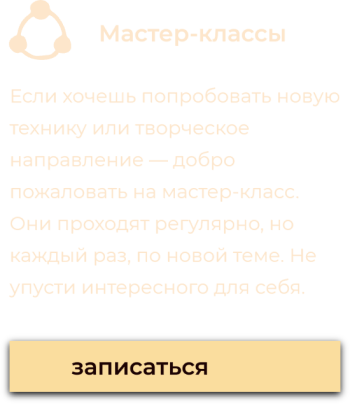 Мастер-классы
Если хочешь попробовать новую
технику или творческое
направление — добро
пожаловать на мастер-класс.
Они проходят регулярно, но
каждый раз, по новой теме. Не
упусти интересного для себя.
записаться